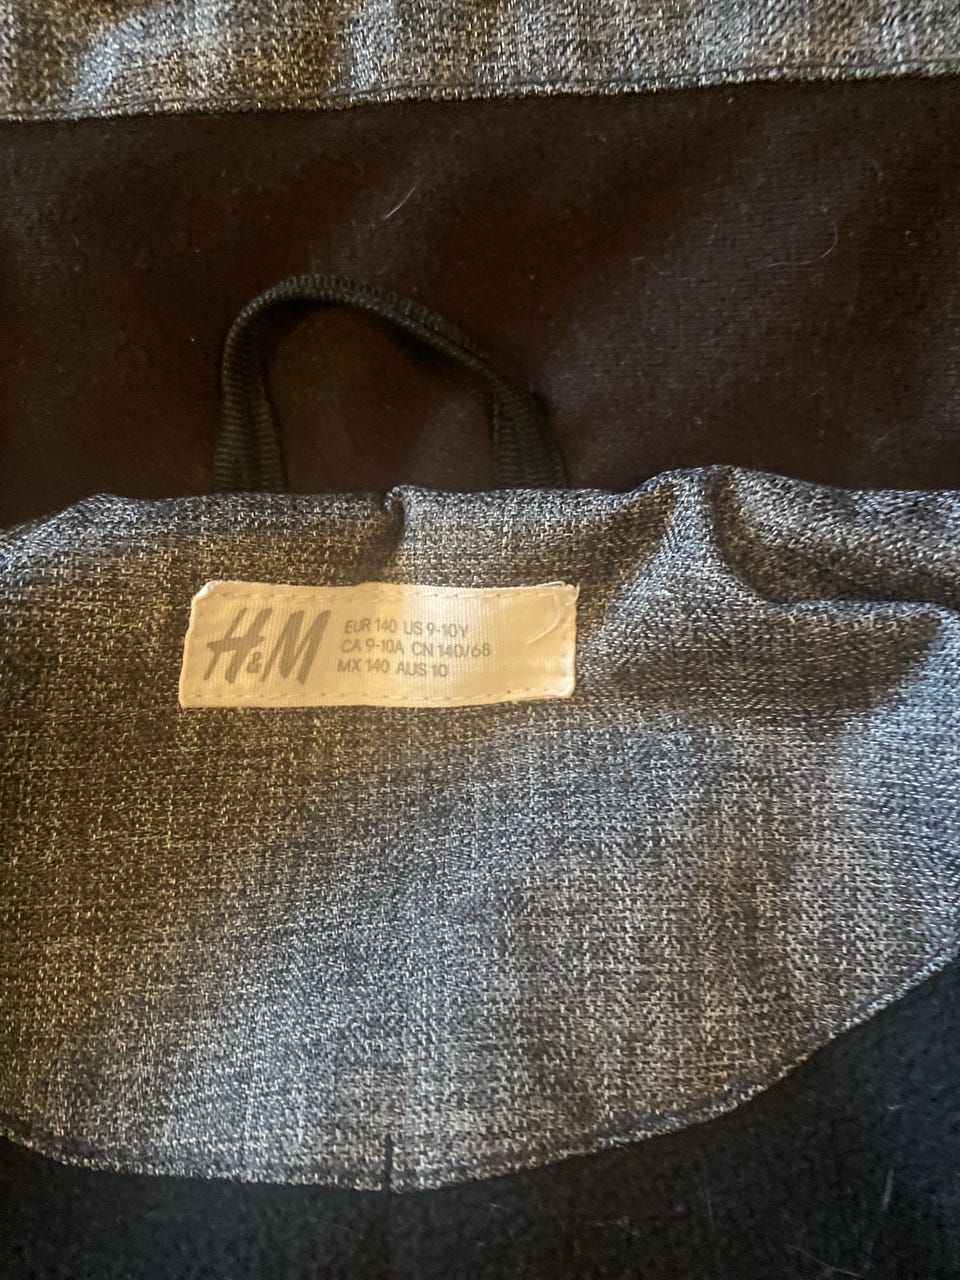 H&M
EUR 140 US 9-10Y
CA 9-10A CN 140/68
MX 140 AUS 10